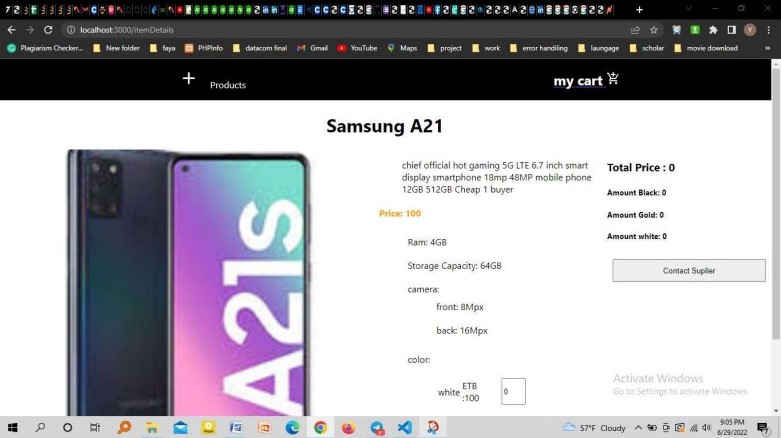 localhost:3000/itemDetails
Plagiarism Checker...
New folder
faya
PHPInfo
datacom final
Gmail
YouTube
Maps
project
work
error handiling
laungage
scholar
movie download
Products
my cart
Samsung A21
chief official hot gaming 5G LTE 6.7 inch smart
display smartphone 18mp 48MP mobile phone
12GB 512GB Cheap 1 buyer
Total Price : 0
Amount Black: 0
Price: 100
Amount Gold: 0
Amount white: 0
Ram: 4GB
Storage Capacity: 64GB
Contact Suplier
camera:
front: 8Mpx
back: 16Mpx
color:
white
ETB
:100
0
A21s
Activate Windows
Go to Settings to activate Windows.
57°F Cloudy
9:05 PM
6/29/2022